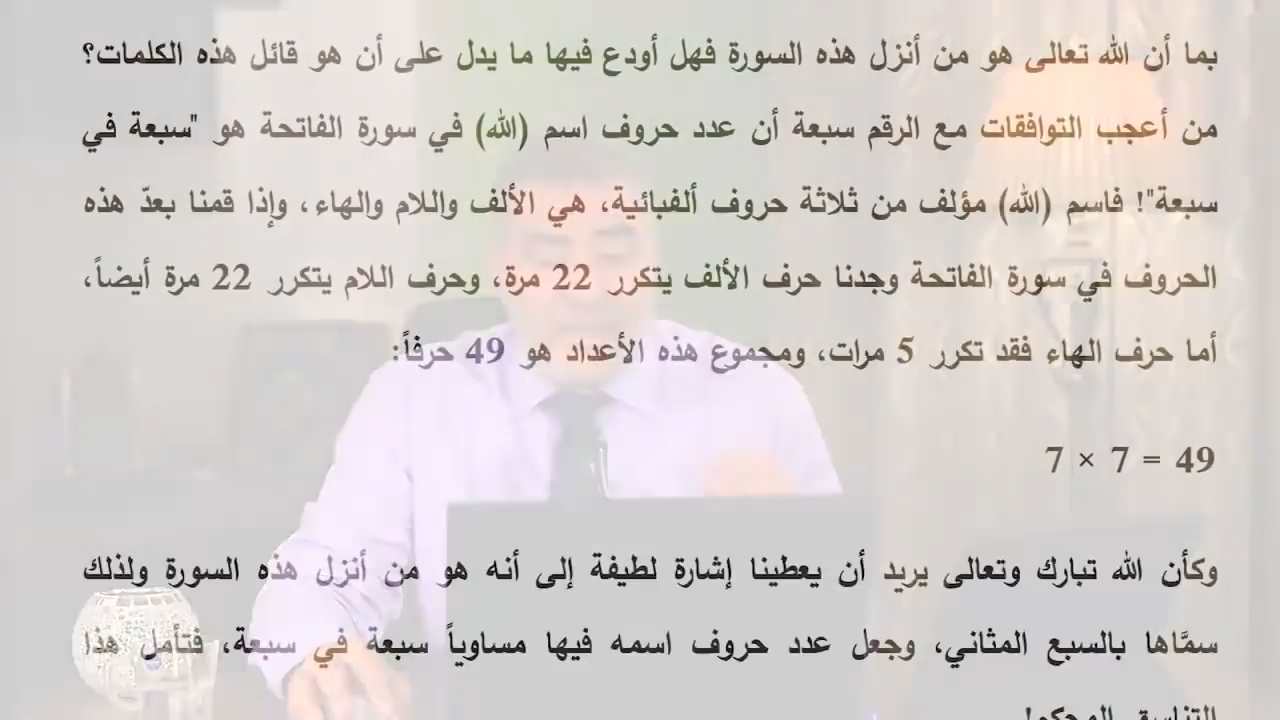 بما أن الله تعالى هو من أنزل هذه السورة فهل أودع فيها ما يدل على أن هو قائل هذه الكلمات؟
من أعجب التوافقات مع الرقم سبعة أن عدد حروف اسم (الله) في سورة الفاتحة هو "سبعة في
سبعة"! فاسم (الله) مؤلف من ثلاثة حروف ألفبائية، هي الألف واللام والهاء، وإذا قمنا بعدّ هذه
الحروف في سورة الفاتحة وجدنا حرف الألف يتكرر 22 مرة، وحرف اللام يتكرر 22 مرة أيضاً،
أما حرف الهاء فقد تكرر 5 مرات، ومجموع هذه الأعداد هو 49 حرفاً:
7 × 7 = 49
وكأن الله تبارك وتعالى يريد أن يعطينا إشارة لطيفة إلى أنه هو من أنزل هذه السورة ولذلك
سمَّاها بالسبع المثاني، وجعل عدد حروف اسمه فيها مساوياً سبعة في سبعة، فتأمل هذا